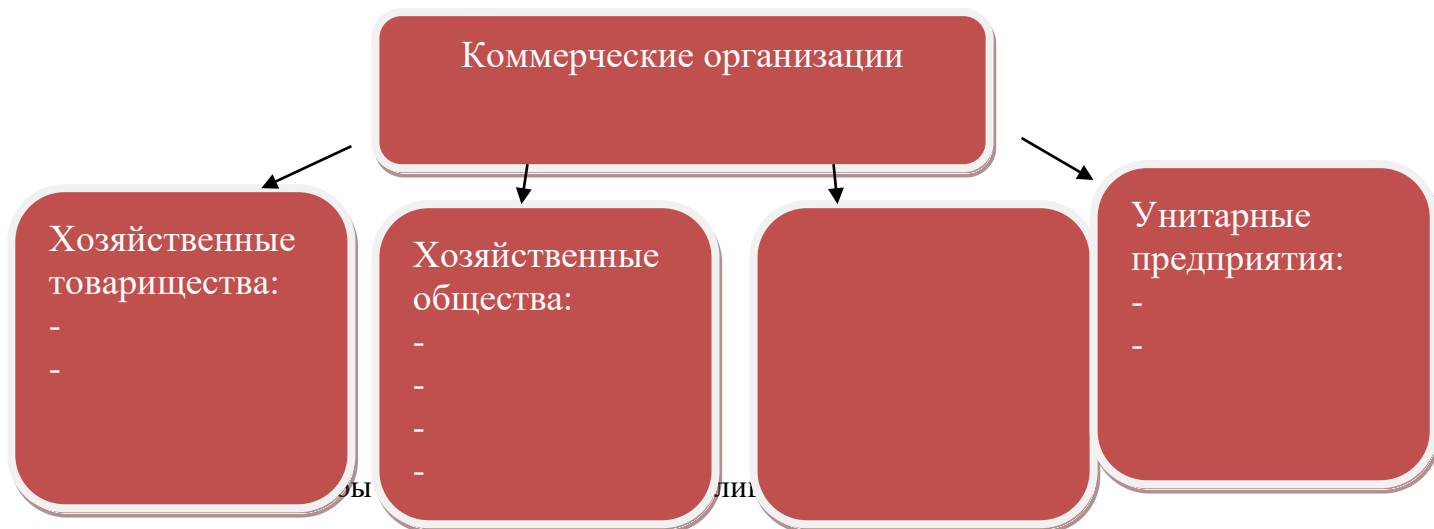 Коммерческие организации
Хозяйственные
товарищества:
-
-
Хозяйственные
общества:
-
-
-
-
Унитарные
предприятия:
-
-